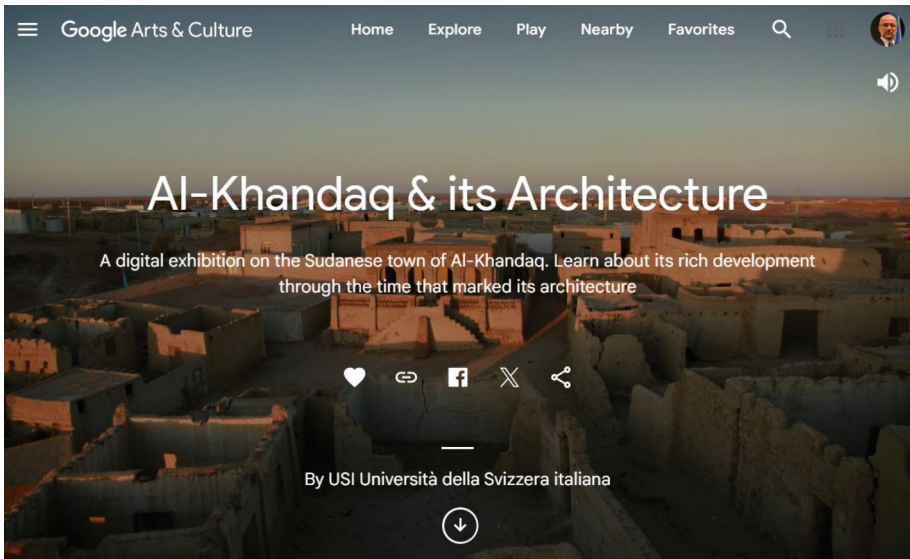 Google Arts & Culture
Home Explore Play Nearby Favorites
Al-Khandaq & its Architecture
A digital exhibition on the Sudanese town of Al-Khandaq. Learn about its rich development
through the time that marked its architecture
By USI Università della Svizzera italiana